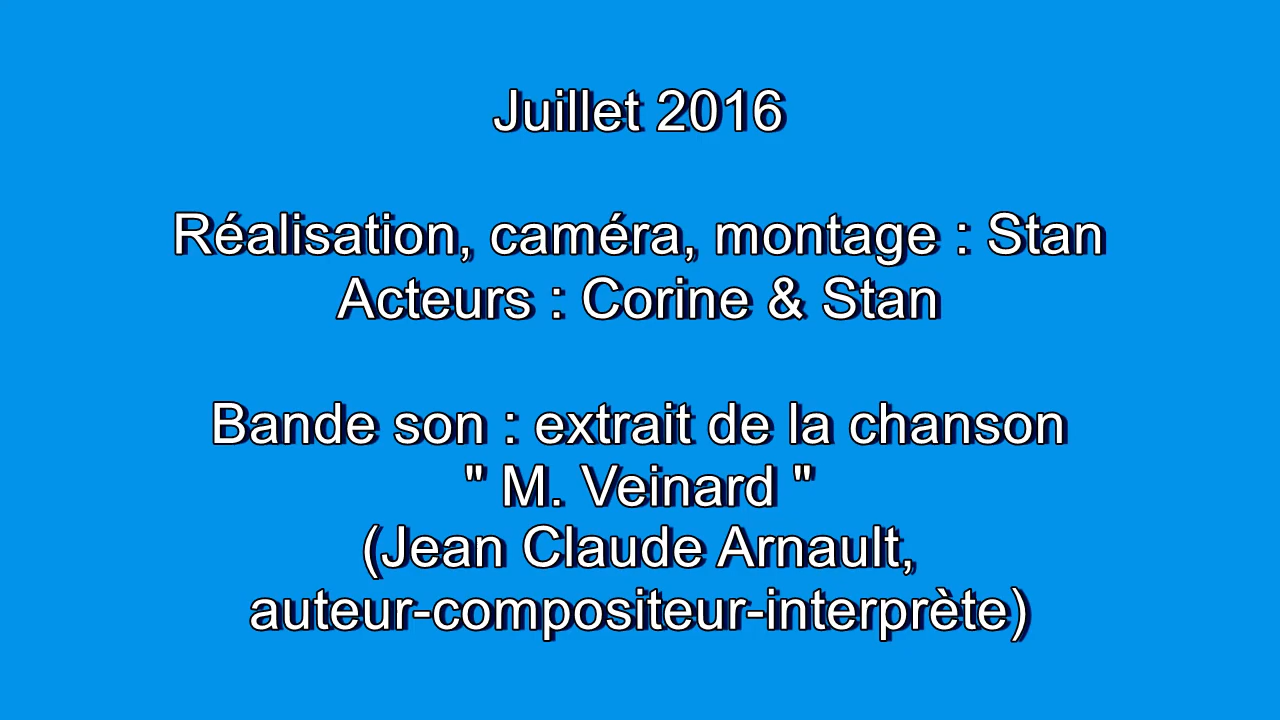 Juillet 2016
Réalisation, caméra, montage : Stan
Acteurs : Corine & Stan
Bande son : extrait de la chanson
" M. Veinard "
(Jean Claude Arnault,
auteur-compositeur-interprète)